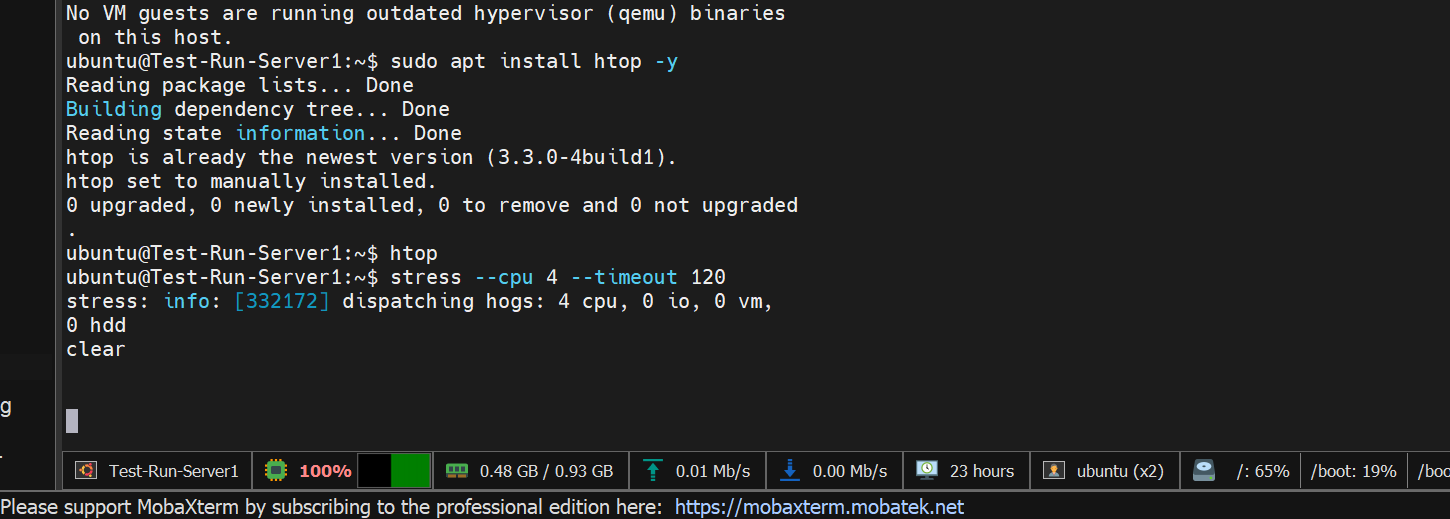 No VM guests are running outdated hypervisor (qemu) binaries
 on this host.
ubuntu@Test-Run-Server1:~$ sudo apt install htop -y
Reading package lists... Done
Building dependency tree... Done
Reading state information... Done
htop is already the newest version (3.3.0-4build1).
htop set to manually installed.
0 upgraded, 0 newly installed, 0 to remove and 0 not upgraded
.
ubuntu@Test-Run-Server1:~$ htop
ubuntu@Test-Run-Server1:~$ stress --cpu 4 --timeout 120
stress: info: [332172] dispatching hogs: 4 cpu, 0 io, 0 vm,
0 hdd
clear
g
Test-Run-Server1 100% 0.48 GB / 0.93 GB 0.01 Mb/s 0.00 Mb/s 23 hours ubuntu (x2) /: 65% /boot: 19% /boo
Please support MobaXterm by subscribing to the professional edition here: https://mobaxterm.mobatek.net